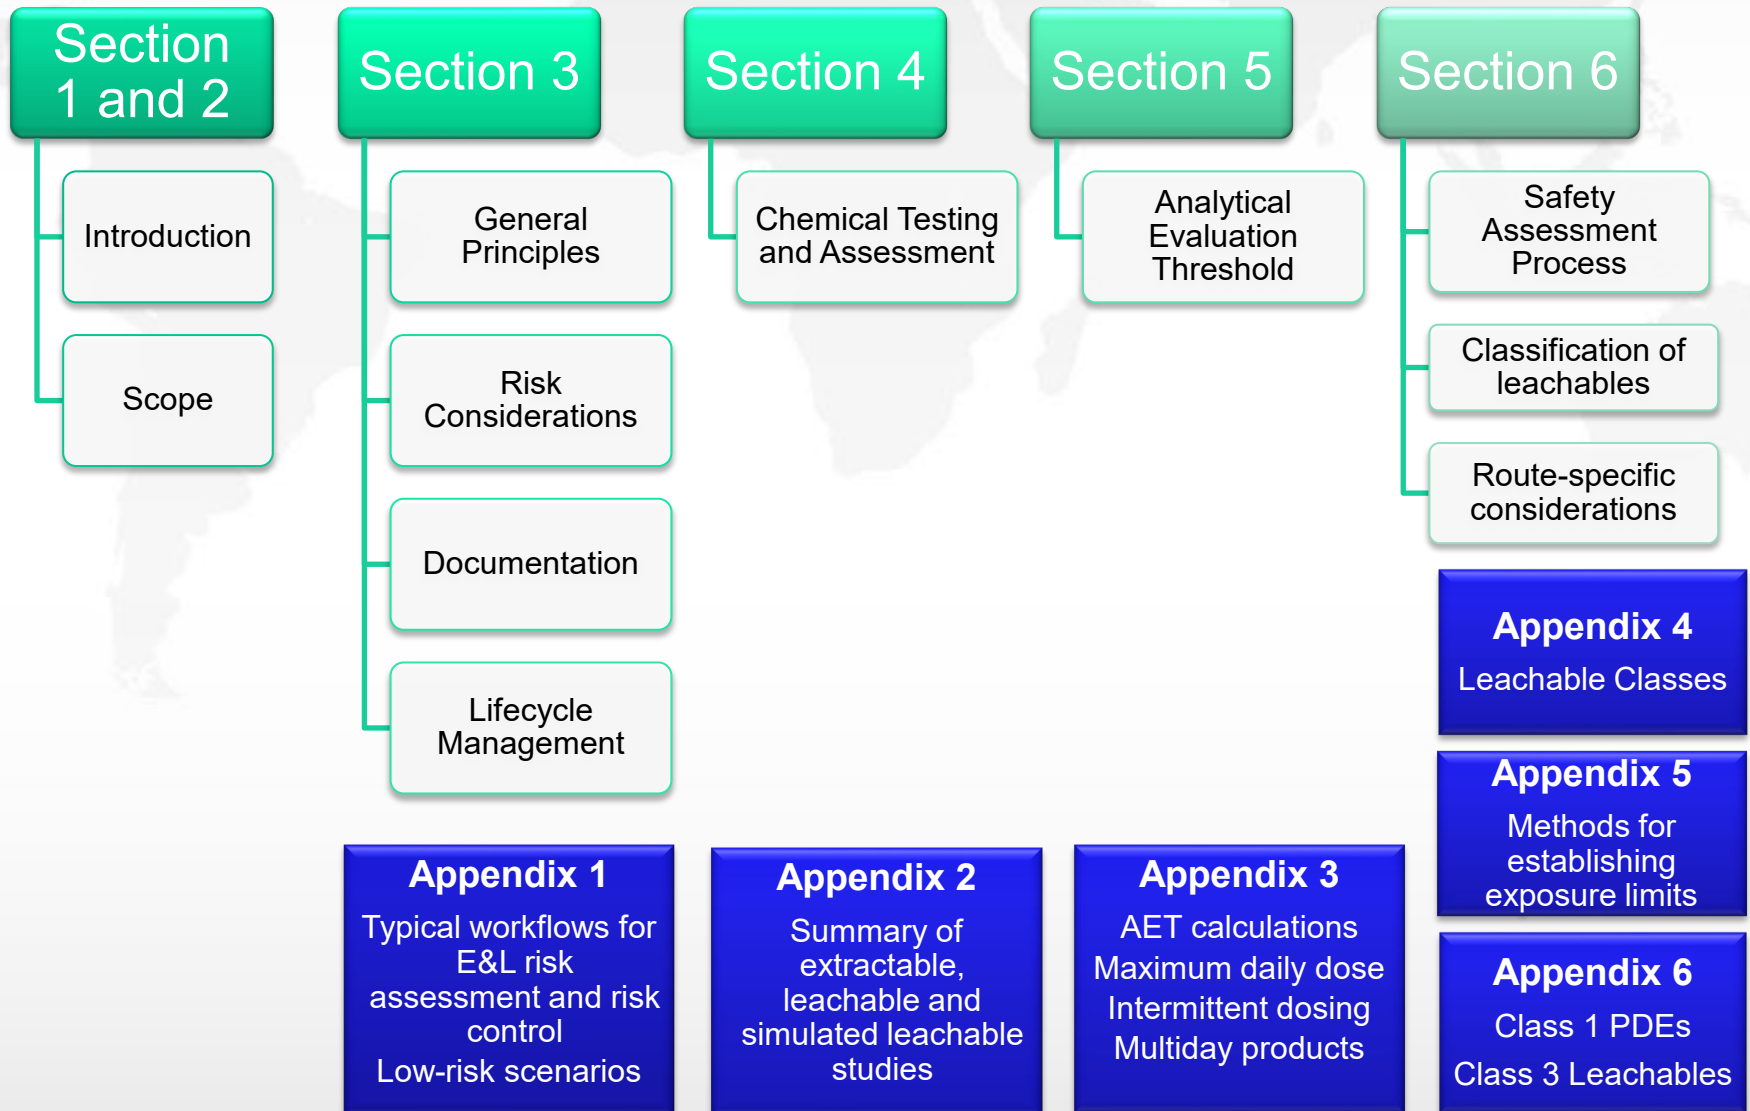 Section
1 and 2
Introduction
Scope
Section 3
General
Principles
Risk
Considerations
Documentation
Lifecycle
Management
Appendix 1
Typical workflows for
E&L risk
assessment and risk
control
Low-risk scenarios
Section 4
Chemical Testing
and Assessment
Appendix 2
Summary of
extractable,
leachable and
simulated leachable
studies
Section 5
Analytical
Evaluation
Threshold
Appendix 3
AET calculations
Maximum daily dose
Intermittent dosing
Multiday products
Section 6
Safety
Assessment
Process
Classification of
leachables
Route-specific
considerations
Appendix 4
Leachable Classes
Appendix 5
Methods for
establishing
exposure limits
Appendix 6
Class 1 PDEs
Class 3 Leachables